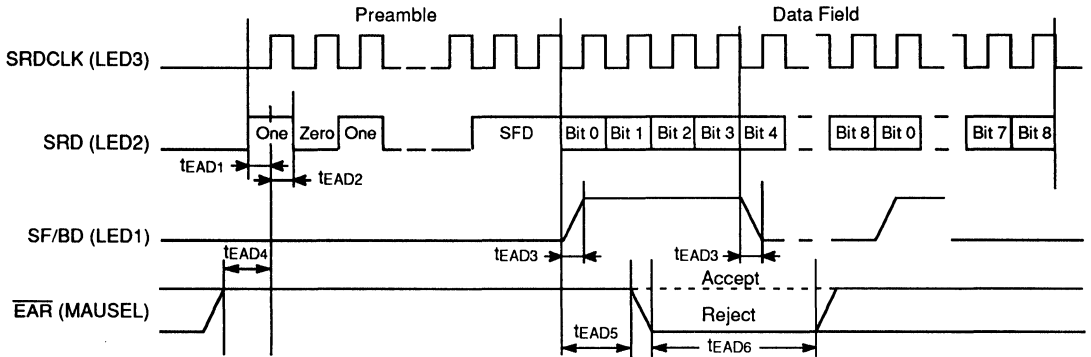 Preamble
Data Field
SRDCLK (LED3)
SRD (LED2)
One Zero One SFD Bit 0 Bit 1 Bit 2 Bit 3 Bit 4 Bit 8 Bit 0 Bit 7 Bit 8
tEAD1
tEAD2
SF/BD (LED1)
tEAD4
tEAD3
tEAD3
Accept
EAR (MAUSEL)
Reject
tEAD5
tEAD6